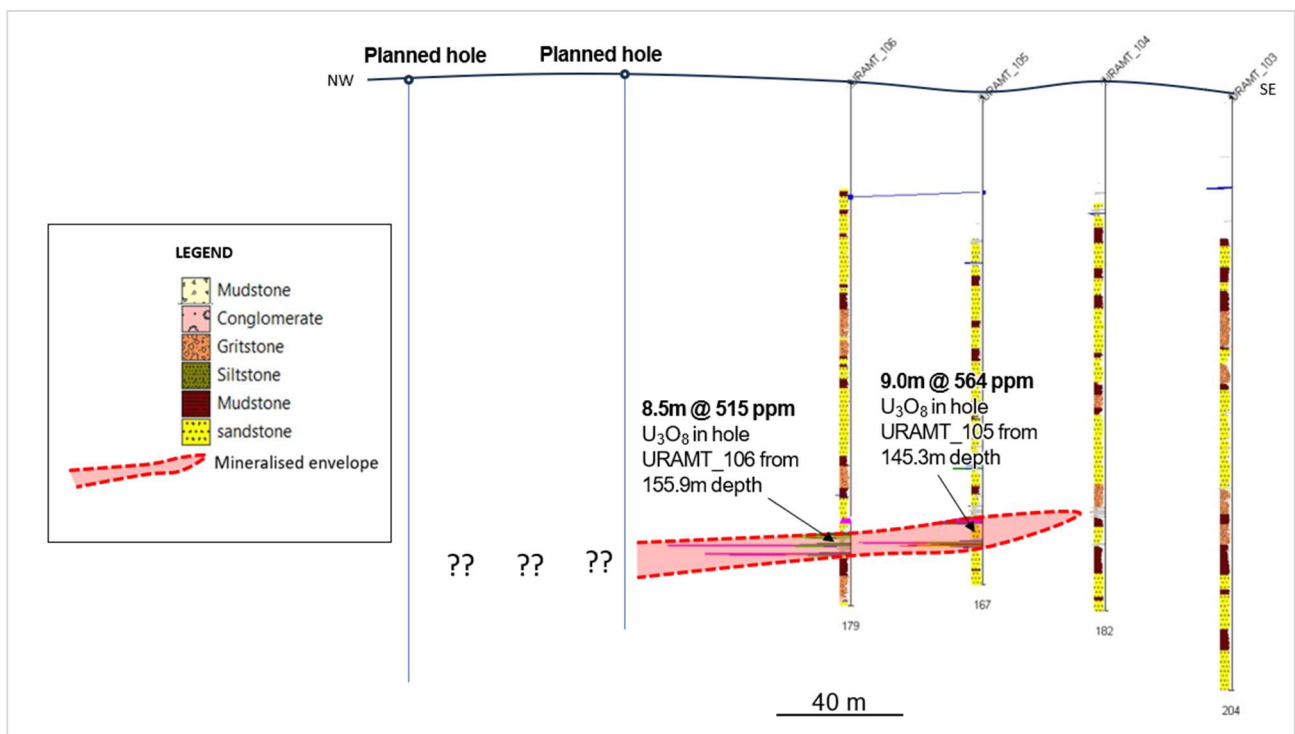 Planned hole
Planned hole
NW
URAMT_106
URAMT_105
URAMT_104
URAMT_103
SE
LEGEND
Mudstone
Conglomerate
Gritstone
Siltstone
Mudstone
sandstone
Mineralised envelope
8.5m @ 515 ppm
U₃O₈ in hole
URAMT_106 from
155.9m depth
9.0m @ 564 ppm
U₃O₈ in hole
URAMT_105 from
145.3m depth
?? ?? ??
179
167
182
204
40 m